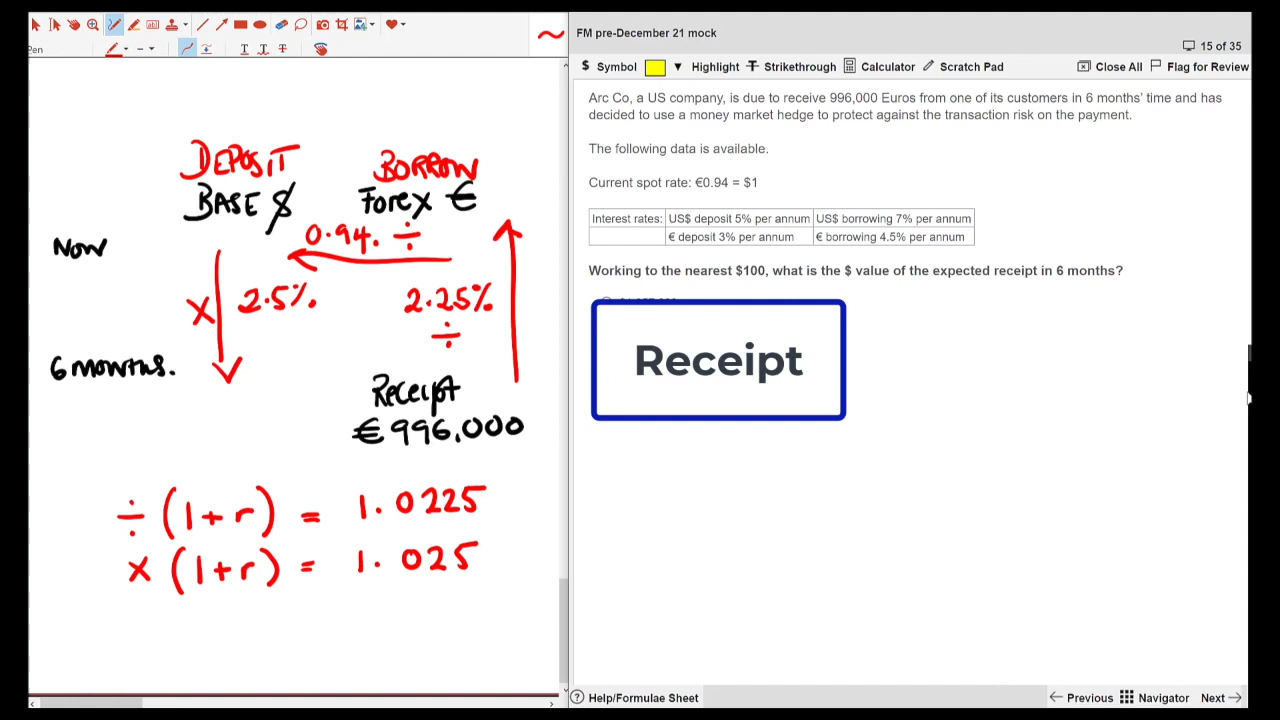 Pen
DEPOSIT BORROW
BASE $ Forex €
0.94. ÷
Now
X 2.5% 2.25%
÷
6 months.
Receipt
€996,000
÷ (1+r) = 1.0225
x (1+r) = 1.025
FM pre-December 21 mock
15 of 35
$ Symbol Highlight Strikethrough Calculator Scratch Pad Close All Flag for Review
Arc Co, a US company, is due to receive 996,000 Euros from one of its customers in 6 months' time and has
decided to use a money market hedge to protect against the transaction risk on the payment.
The following data is available.
Current spot rate: €0.94 = $1
Interest rates: US$ deposit 5% per annum US$ borrowing 7% per annum
€ deposit 3% per annum € borrowing 4.5% per annum
Working to the nearest $100, what is the $ value of the expected receipt in 6 months?
Receipt
Help/Formulae Sheet Previous Navigator Next